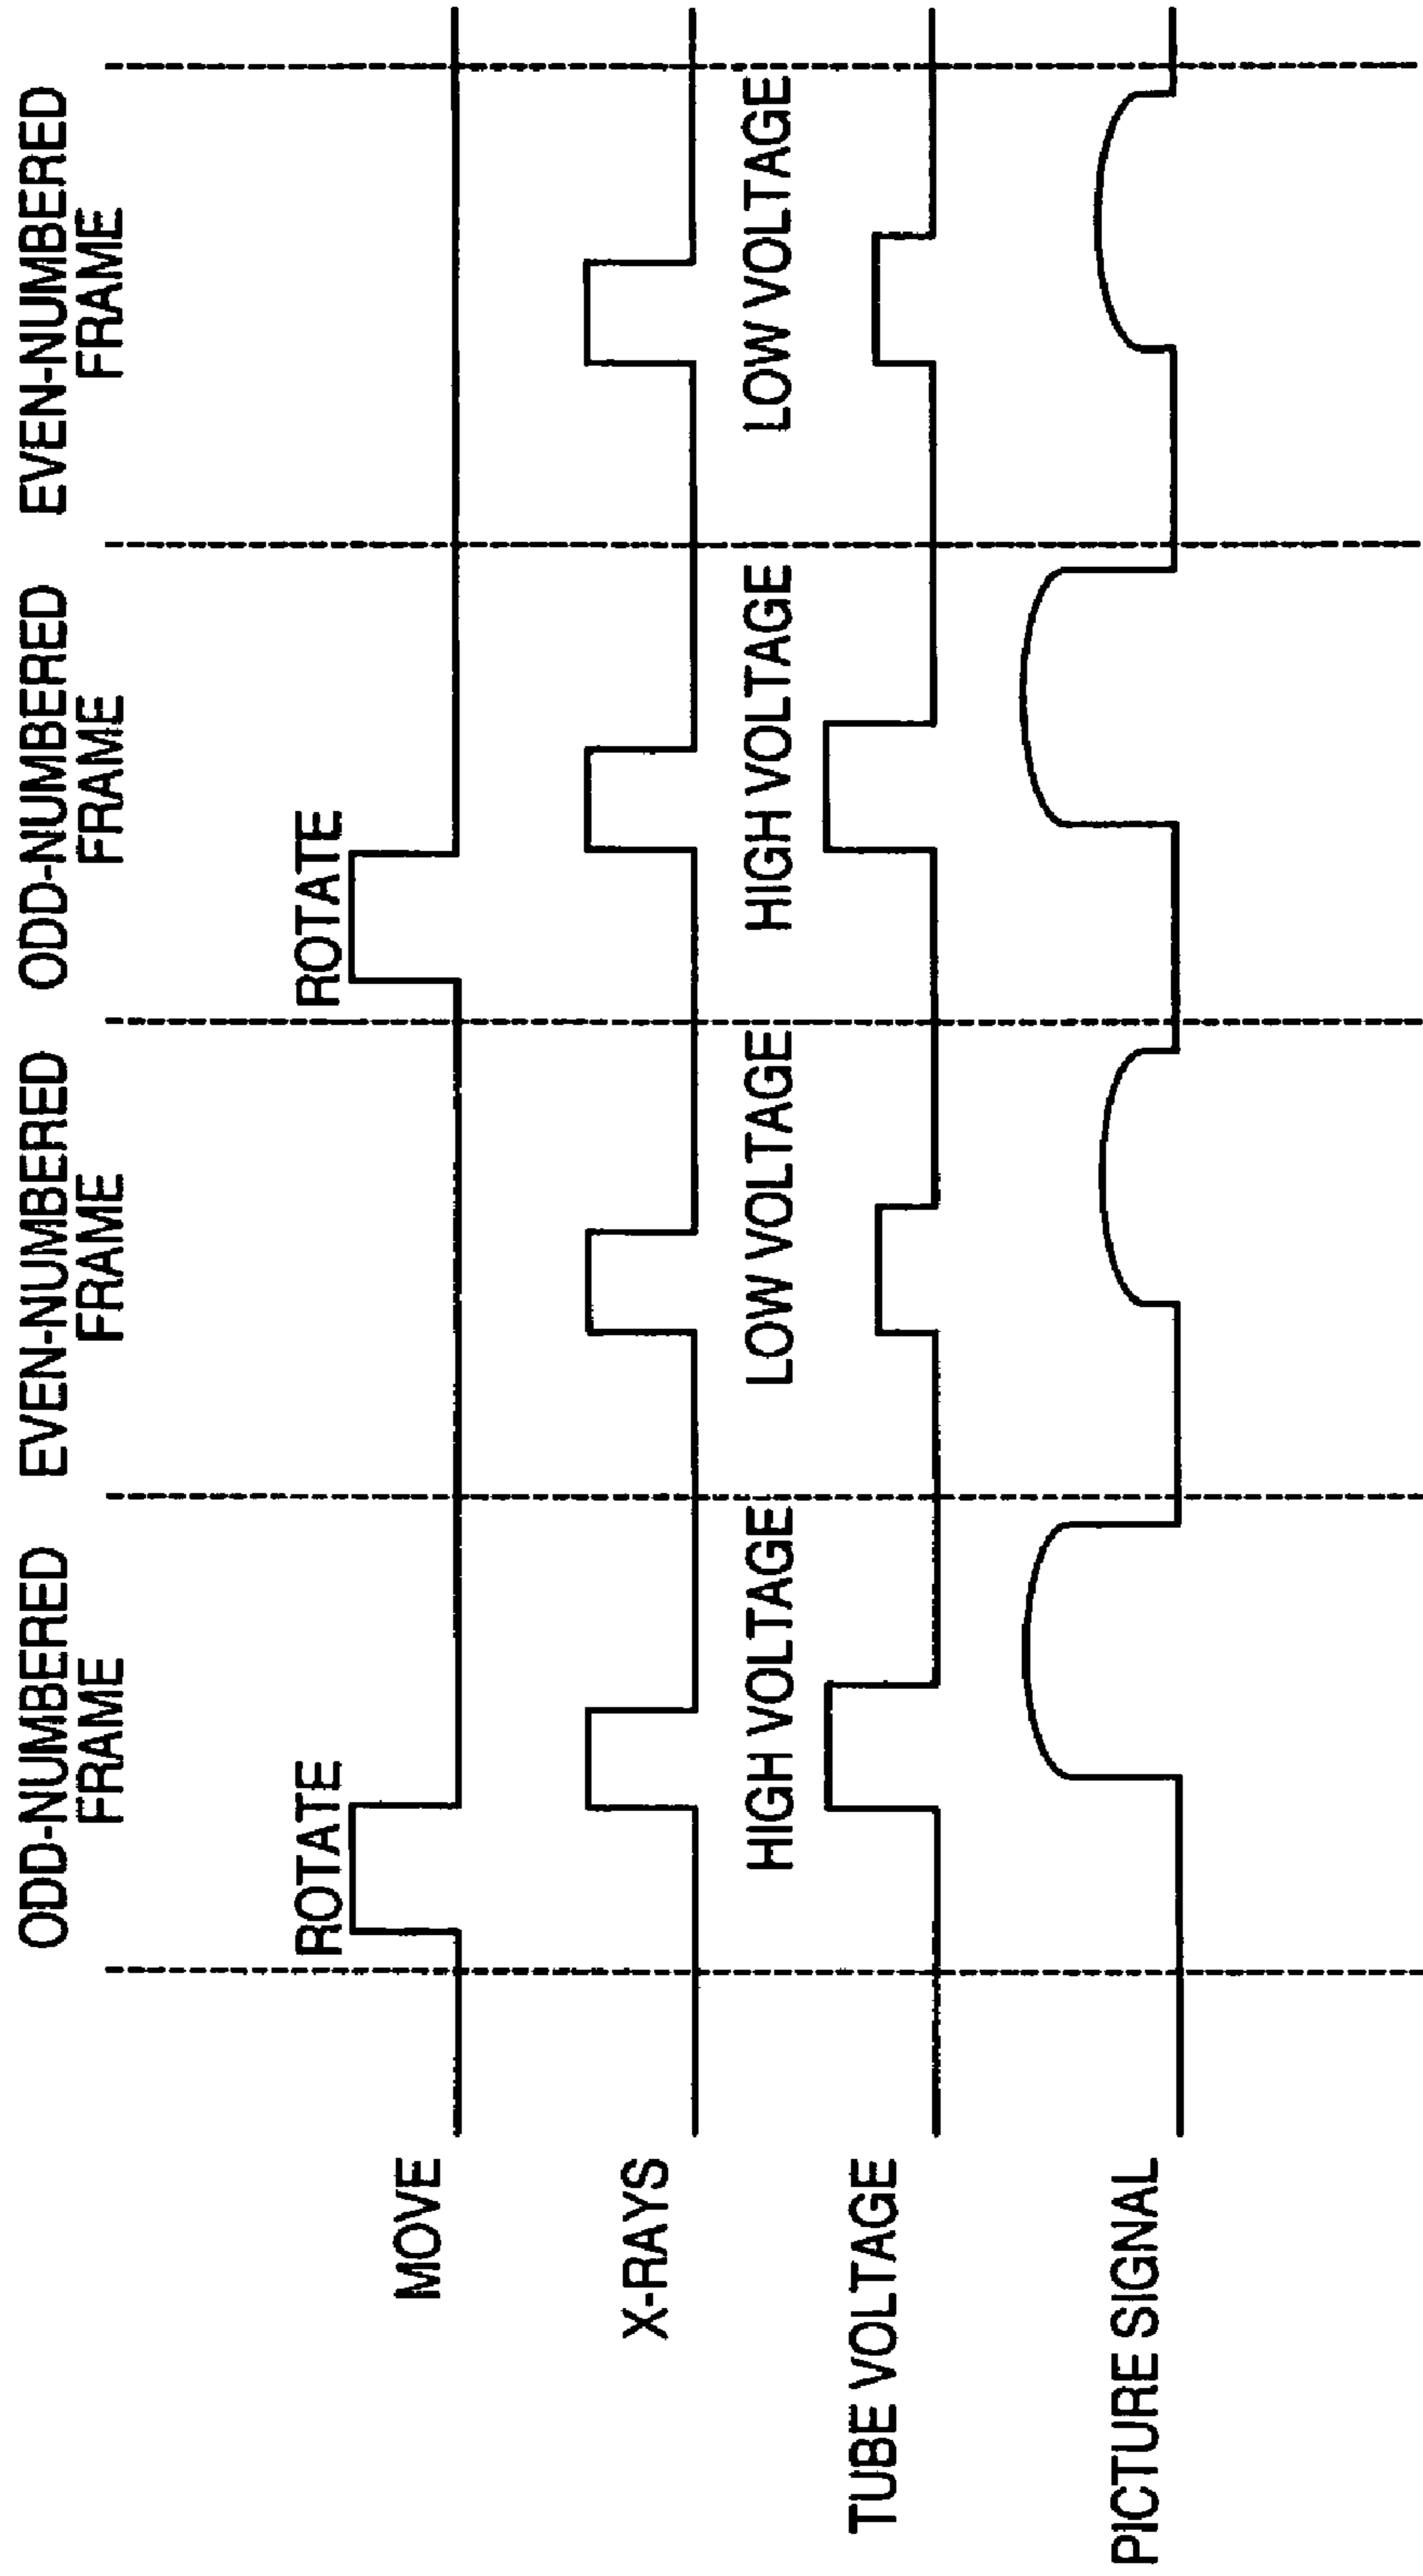 ODD-NUMBERED
FRAME
EVEN-NUMBERED
FRAME
ODD-NUMBERED
FRAME
EVEN-NUMBERED
FRAME
MOVE
ROTATE
ROTATE
X-RAYS
TUBE VOLTAGE
HIGH VOLTAGE
LOW VOLTAGE
HIGH VOLTAGE
LOW VOLTAGE
PICTURE SIGNAL